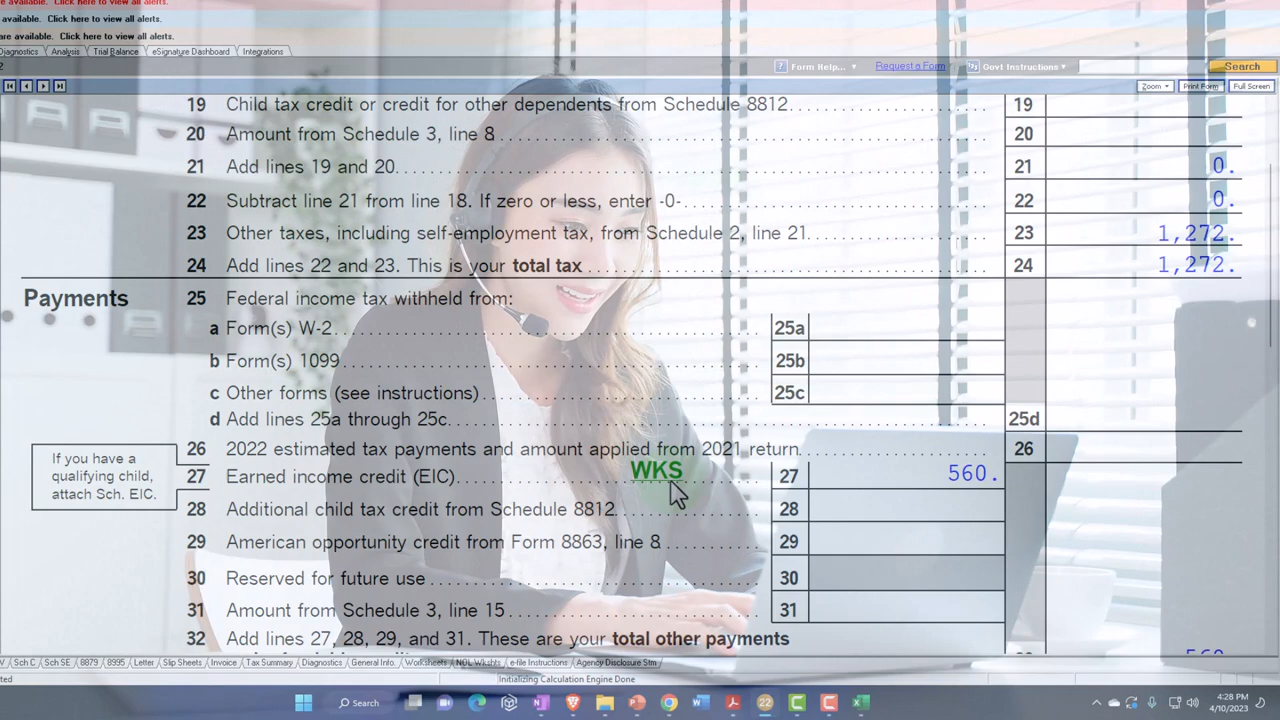 are available. Click here to view all alerts.
available. Click here to view all alerts.
are available. Click here to view all alerts.
Diagnostics Analysis Trial Balance eSignature Dashboard Integrations
2 Form Help... Request a Form Govt Instructions Search
Zoom Print Form Full Screen
19 Child tax credit or credit for other dependents from Schedule 8812 19
20 Amount from Schedule 3, line 8 20
21 Add lines 19 and 20 21 0.
22 Subtract line 21 from line 18. If zero or less, enter -0- 22 0.
23 Other taxes, including self-employment tax, from Schedule 2, line 21 23 1,272.
24 Add lines 22 and 23. This is your total tax 24 1,272.
Payments 25 Federal income tax withheld from:
a Form(s) W-2 25a
b Form(s) 1099 25b
c Other forms (see instructions) 25c
d Add lines 25a through 25c 25d
If you have a
qualifying child,
attach Sch. EIC.
26 2022 estimated tax payments and amount applied from 2021 return 26
27 Earned income credit (EIC) WKS 27 560.
28 Additional child tax credit from Schedule 8812 28
29 American opportunity credit from Form 8863, line 8 29
30 Reserved for future use 30
31 Amount from Schedule 3, line 15 31
32 Add lines 27, 28, 29, and 31. These are your total other payments
Sch C Sch SE 8879 8995 Letter Slip Sheets Invoice Tax Summary Diagnostics General Info. Worksheets NOL Wkshts e-file Instructions Agency Disclosure Stm
Initializing Calculation Engine Done
Search
4:28 PM
4/10/2023